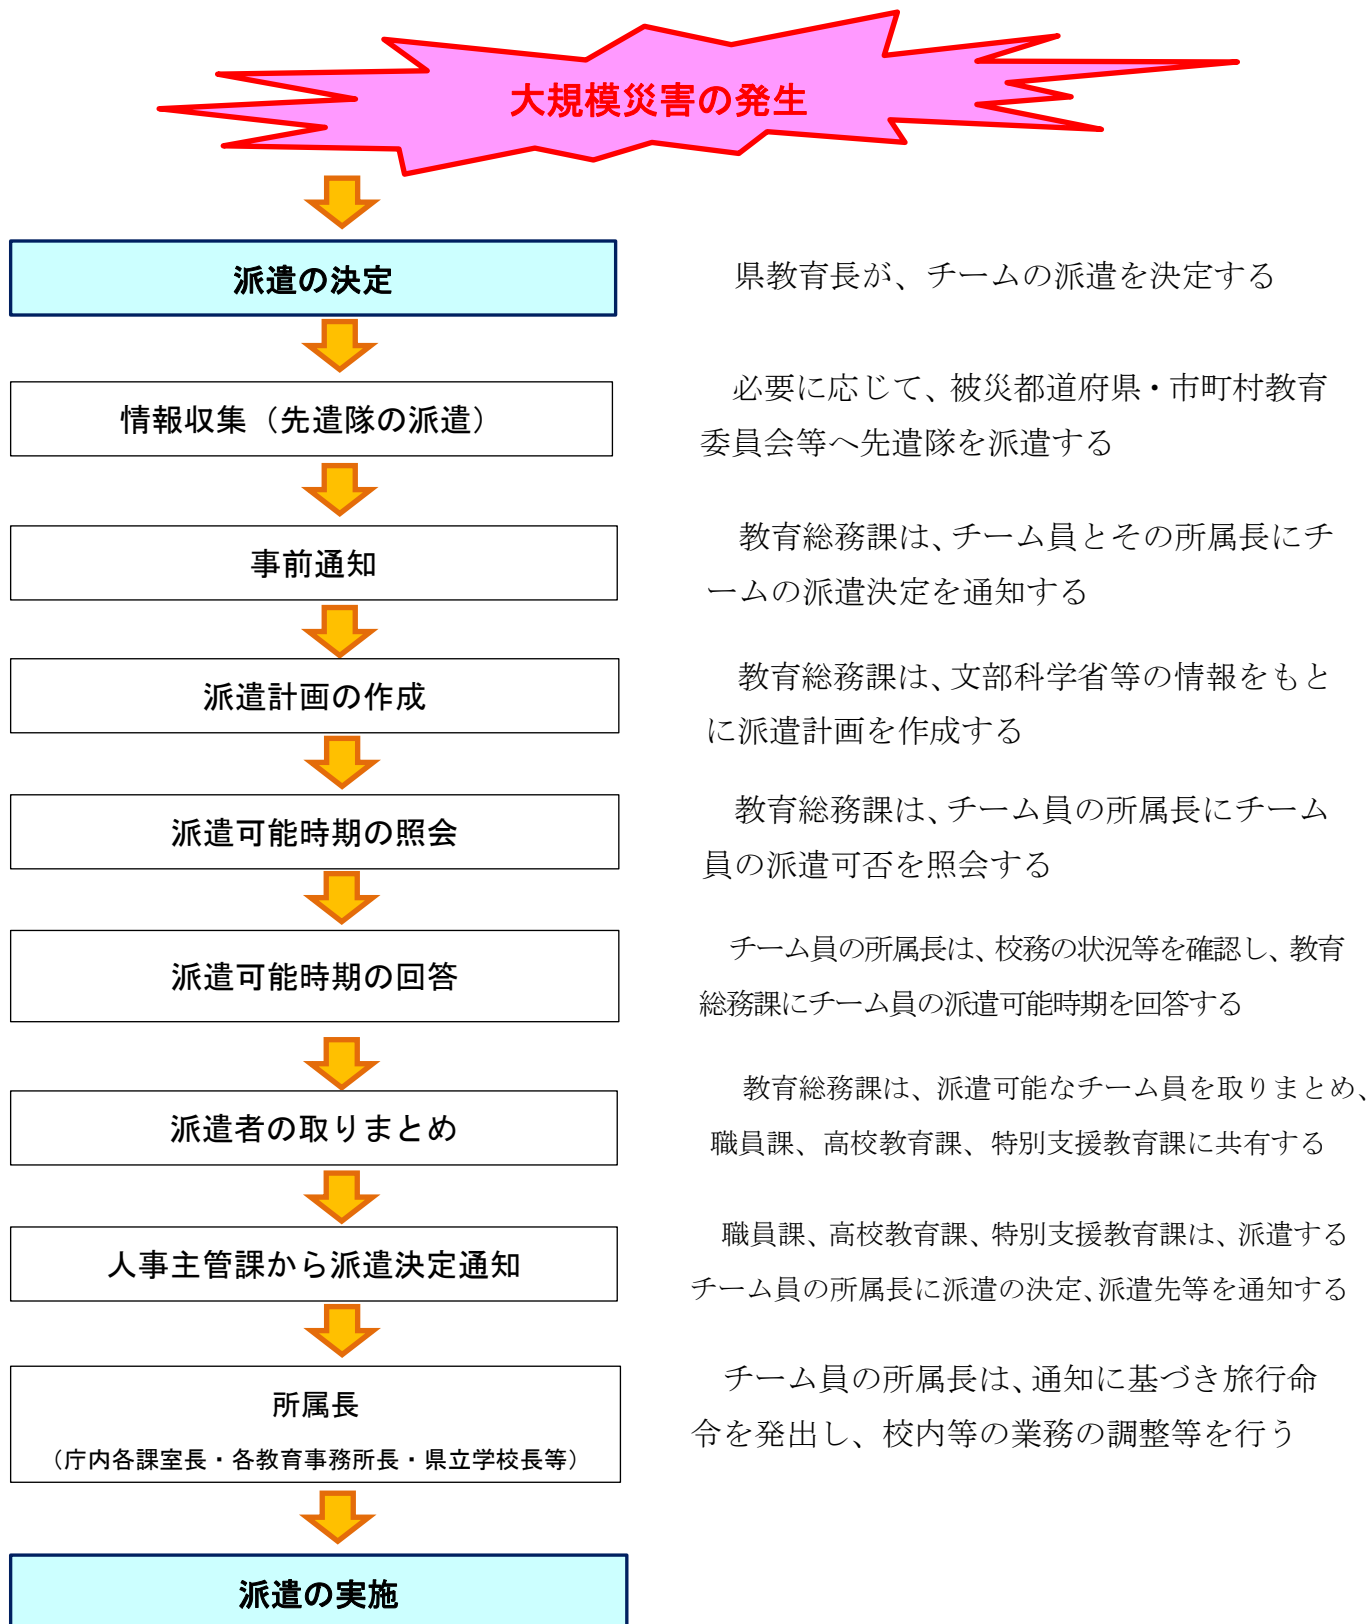 大規模災害の発生
派遣の決定
県教育長が、チームの派遣を決定する
情報収集（先遣隊の派遣）
必要に応じて、被災都道府県・市町村教育
委員会等へ先遣隊を派遣する
事前通知
教育総務課は、チーム員とその所属長にチ
ームの派遣決定を通知する
派遣計画の作成
教育総務課は、文部科学省等の情報をもと
に派遣計画を作成する
派遣可能時期の照会
教育総務課は、チーム員の所属長にチーム
員の派遣可否を照会する
派遣可能時期の回答
チーム員の所属長は、校務の状況等を確認し、教育
総務課にチーム員の派遣可能時期を回答する
派遣者の取りまとめ
教育総務課は、派遣可能なチーム員を取りまとめ、
職員課、高校教育課、特別支援教育課に共有する
人事主管課から派遣決定通知
職員課、高校教育課、特別支援教育課は、派遣する
チーム員の所属長に派遣の決定、派遣先等を通知する
所属長
（庁内各課室長・各教育事務所長・県立学校長等）
チーム員の所属長は、通知に基づき旅行命
令を発出し、校内等の業務の調整等を行う
派遣の実施